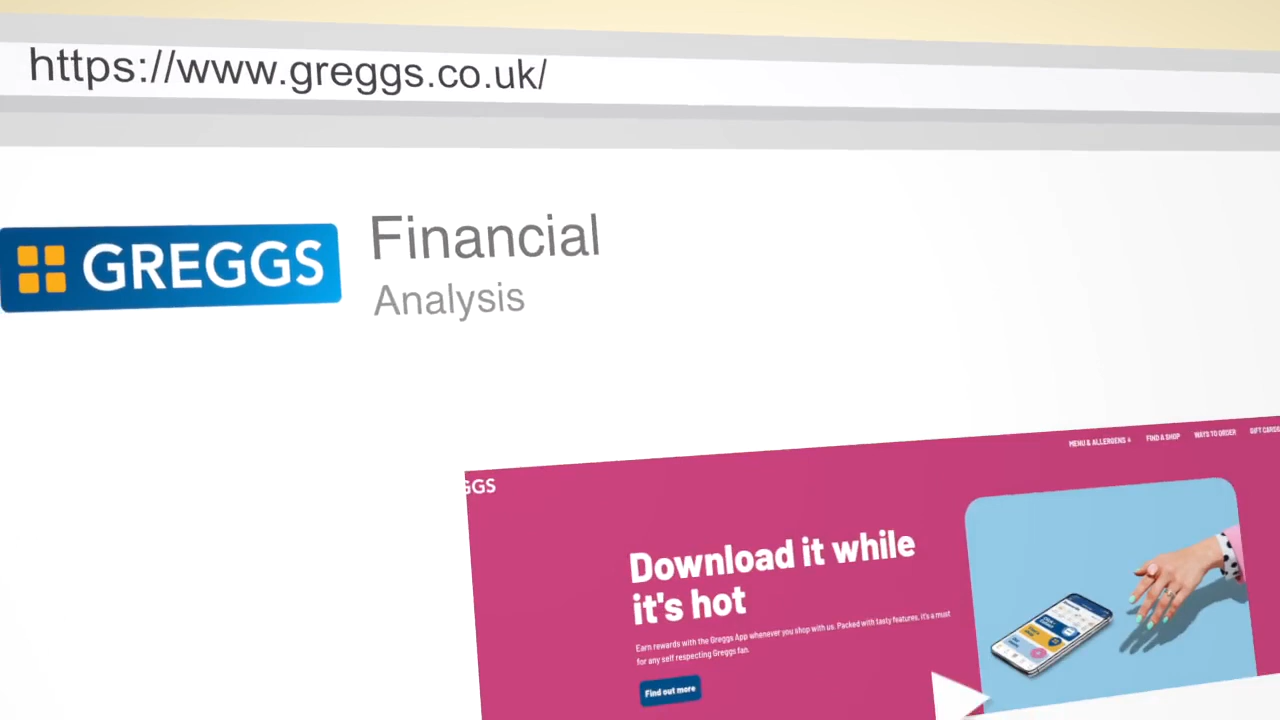 https://www.greggs.co.uk/
GREGGS
Financial
Analysis
MENU & ALLERGENS
FIND A SHOP
WAYS TO ORDER
GIFT CARDS
GGS
Download it while
it's hot
Earn rewards with the Greggs App whenever you shop with us. Packed with tasty features, it's a must
for any self respecting Greggs fan.
Find out more